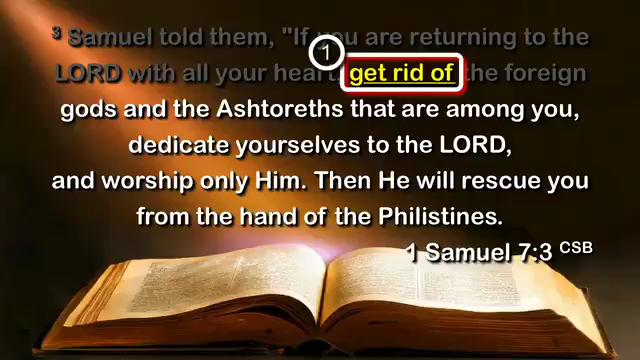 ³ Samuel told them, "If you are returning to the
1
LORD with all your heart get rid of the foreign
gods and the Ashtoreths that are among you,
dedicate yourselves to the LORD,
and worship only Him. Then He will rescue you
from the hand of the Philistines.
1 Samuel 7:3 CSB